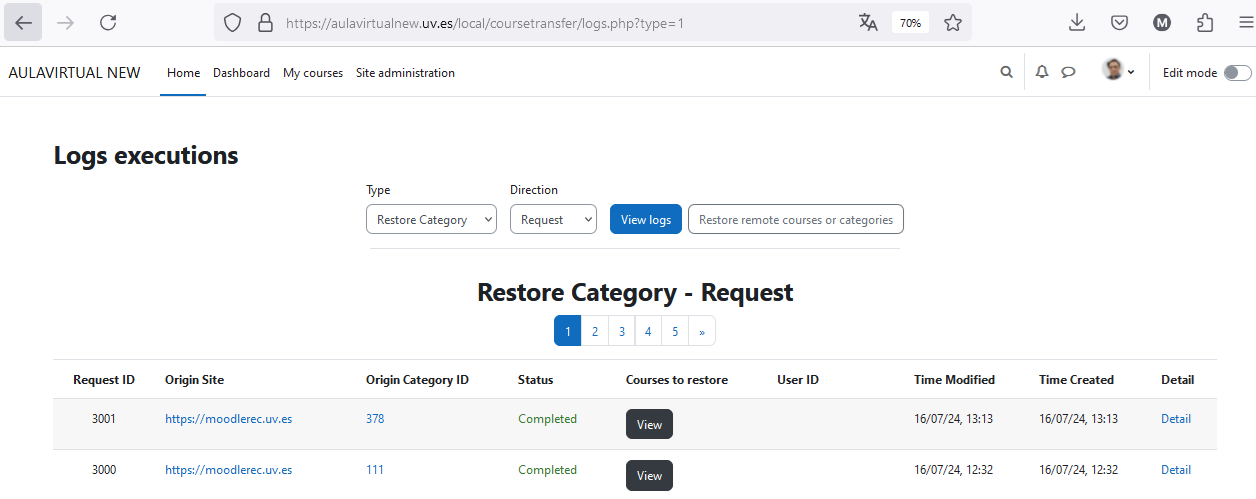 https://aulavirtualnew.uv.es/local/coursetransfer/logs.php?type=1 70% M
AULAVIRTUAL NEW Home Dashboard My courses Site administration Edit mode
Logs executions
Type Direction
Restore Category Request View logs Restore remote courses or categories
Restore Category - Request
1 2 3 4 5 »
Request ID Origin Site Origin Category ID Status Courses to restore User ID Time Modified Time Created Detail
3001 https://moodlerec.uv.es 378 Completed View 16/07/24, 13:13 16/07/24, 13:13 Detail
3000 https://moodlerec.uv.es 111 Completed View 16/07/24, 12:32 16/07/24, 12:32 Detail